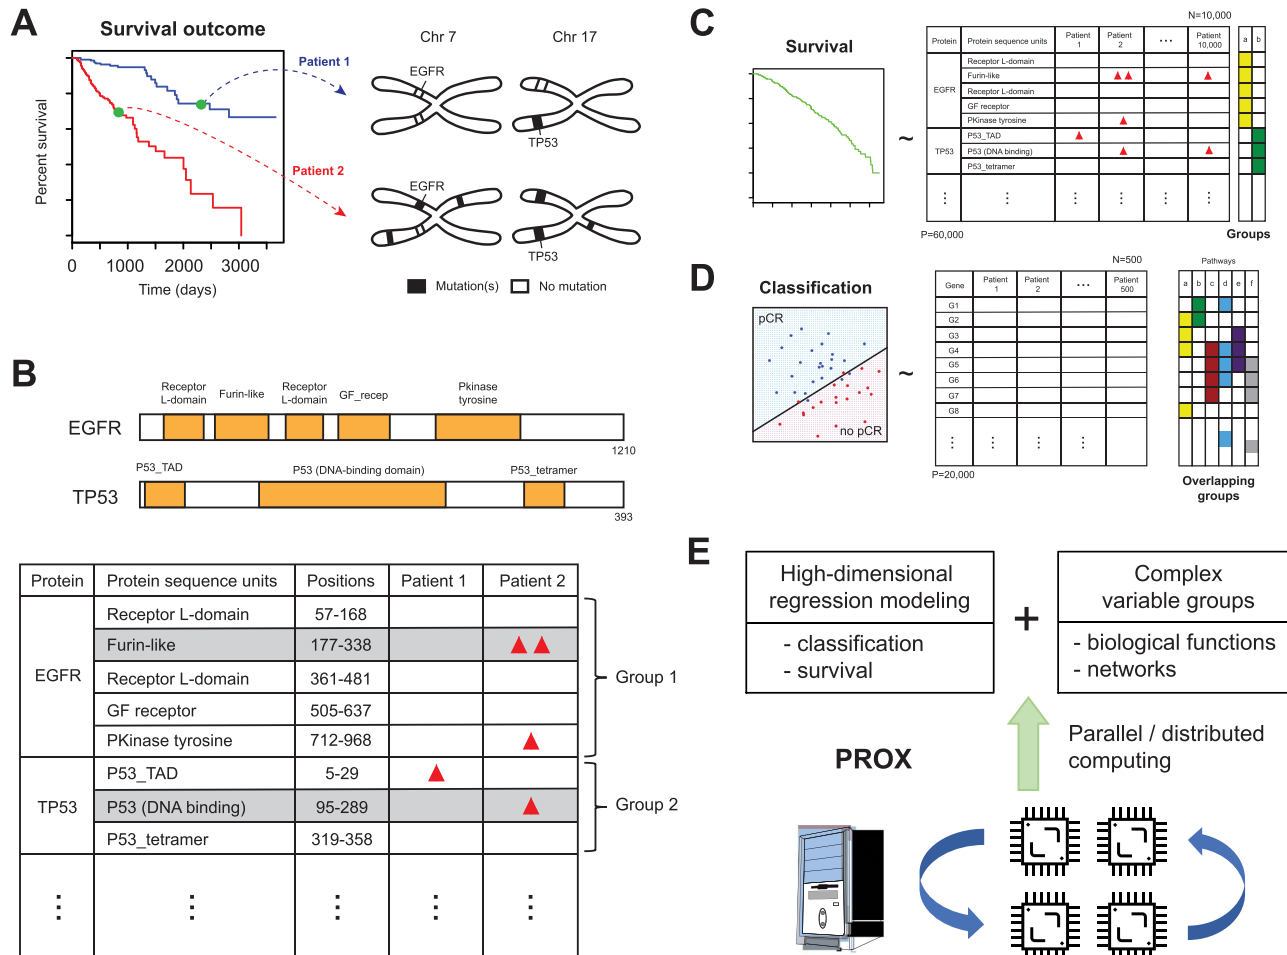 A
Survival outcome
Percent survival
0 1000 2000 3000
Time (days)
Patient 1
Patient 2
Chr 7
Chr 17
EGFR
TP53
EGFR
TP53
Mutation(s)
No mutation
B
Receptor
L-domain
Furin-like
Receptor
L-domain
GF_recep
Pkinase
tyrosine
EGFR
1210
P53_TAD
P53 (DNA-binding domain)
P53_tetramer
TP53
393
Protein Protein sequence units Positions Patient 1 Patient 2
EGFR
Receptor L-domain 57-168
Furin-like 177-338
Receptor L-domain 361-481
GF receptor 505-637
PKinase tyrosine 712-968
Group 1
TP53
P53_TAD 5-29
P53 (DNA binding) 95-289
P53_tetramer 319-358
Group 2
C
Survival
~
N=10,000
Protein Protein sequence units Patient 1 Patient 2 Patient 10,000
a b
EGFR
Receptor L-domain
Furin-like
Receptor L-domain
GF receptor
PKinase tyrosine
TP53
P53_TAD
P53 (DNA binding)
P53_tetramer
P=60,000
Groups
D
Classification
pCR
no pCR
~
N=500
Gene Patient 1 Patient 2 Patient 500
G1
G2
G3
G4
G5
G6
G7
G8
P=20,000
Pathways
a b c d e f
Overlapping
groups
E
High-dimensional
regression modeling
- classification
- survival
+
Complex
variable groups
- biological functions
- networks
PROX
Parallel / distributed
computing